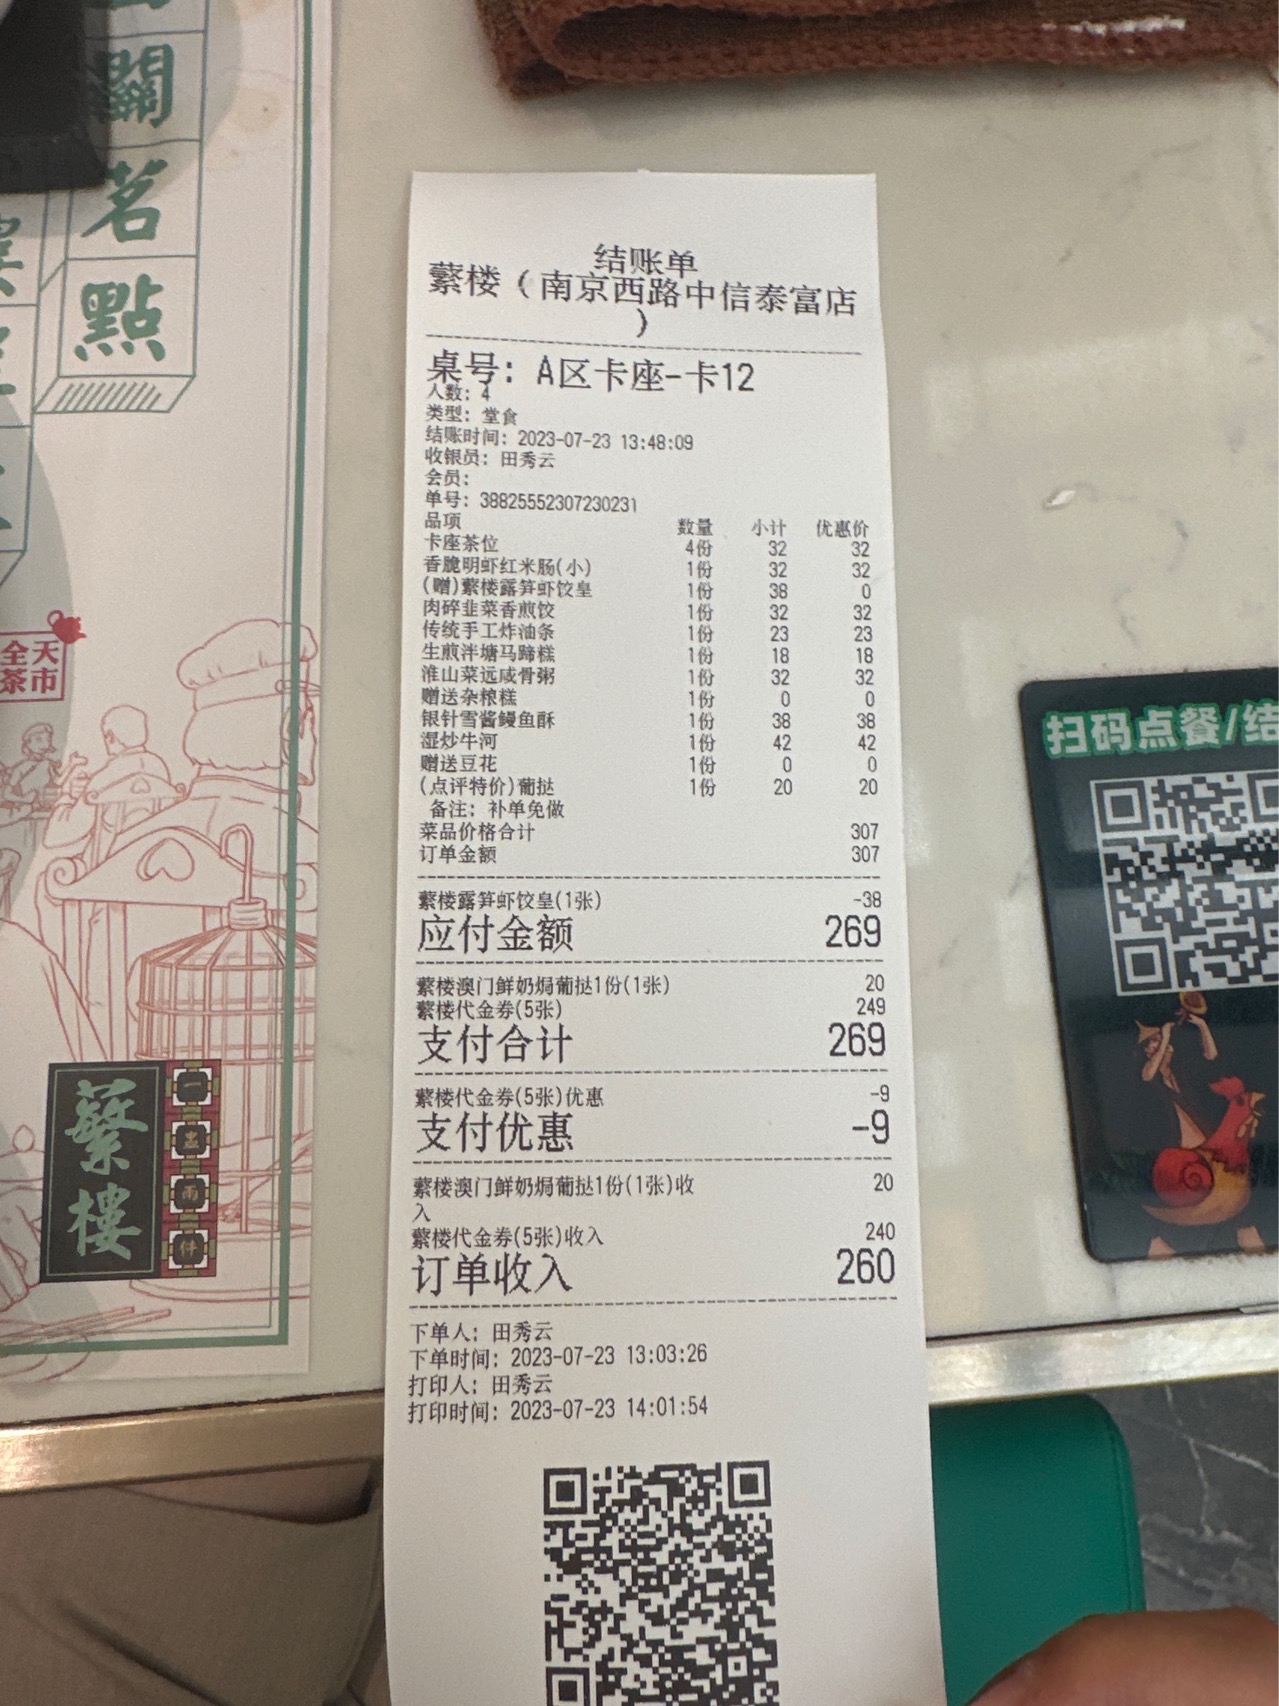 關
茗
點
全天
茶市
蘩
樓
一
盅
兩
件
结账单
蘩楼（南京西路中信泰富店
）
桌号：A区卡座-卡12
人数：4
类型：堂食
结账时间：2023-07-23 13:48:09
收银员：田秀云
会员：
单号：38825552307230231
品项 数量 小计 优惠价
卡座茶位 4份 32 32
香脆明虾红米肠(小) 1份 32 32
(赠)蘩楼露笋虾饺皇 1份 38 0
肉碎韭菜香煎饺 1份 32 32
传统手工炸油条 1份 23 23
生煎泮塘马蹄糕 1份 18 18
淮山菜远咸骨粥 1份 32 32
赠送杂粮糕 1份 0 0
银针雪酱鳗鱼酥 1份 38 38
湿炒牛河 1份 42 42
赠送豆花 1份 0 0
(点评特价)葡挞 1份 20 20
备注：补单免做
菜品价格合计 307
订单金额 307
蘩楼露笋虾饺皇(1张) -38
应付金额 269
蘩楼澳门鲜奶焗葡挞1份(1张) 20
蘩楼代金券(5张) 249
支付合计 269
蘩楼代金券(5张)优惠 -9
支付优惠 -9
蘩楼澳门鲜奶焗葡挞1份(1张)收 20
入
蘩楼代金券(5张)收入 240
订单收入 260
下单人：田秀云
下单时间：2023-07-23 13:03:26
打印人：田秀云
打印时间：2023-07-23 14:01:54
扫码点餐/结